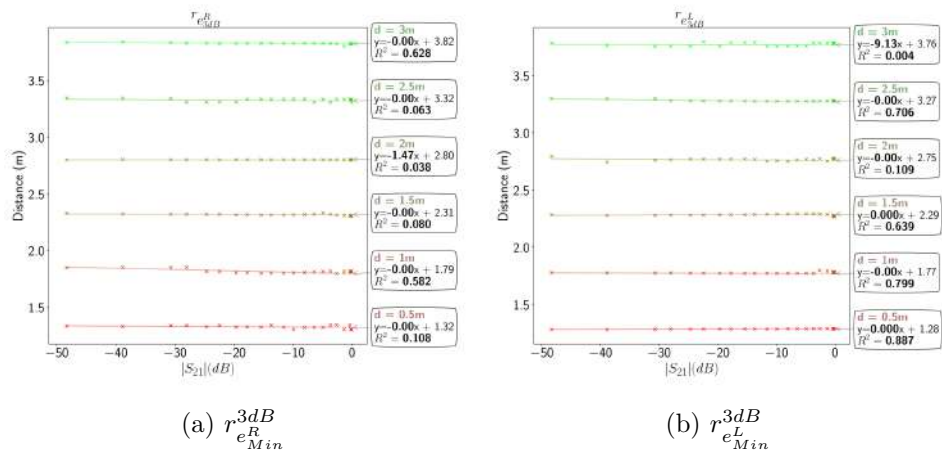 r_{e^R_{3dB}}
d = 3m
y=-0.00x + 3.82
R² = 0.628
d = 2.5m
y=-0.00x + 3.32
R² = 0.063
d = 2m
y=-1.47x + 2.80
R² = 0.038
d = 1.5m
y=-0.00x + 2.31
R² = 0.080
d = 1m
y=-0.00x + 1.79
R² = 0.582
d = 0.5m
y=-0.00x + 1.32
R² = 0.108
Distance (m)
3.5
3.0
2.5
2.0
1.5
−50 −40 −30 −20 −10 0
|S₂₁|(dB)
(a) r^{3dB}_{e^R_{Min}}
r_{e^L_{3dB}}
d = 3m
y=-9.13x + 3.76
R² = 0.004
d = 2.5m
y=-0.00x + 3.27
R² = 0.706
d = 2m
y=-0.00x + 2.75
R² = 0.109
d = 1.5m
y=0.000x + 2.29
R² = 0.639
d = 1m
y=-0.00x + 1.77
R² = 0.799
d = 0.5m
y=0.000x + 1.28
R² = 0.887
Distance (m)
3.5
3.0
2.5
2.0
1.5
−50 −40 −30 −20 −10 0
|S₂₁|(dB)
(b) r^{3dB}_{e^L_{Min}}